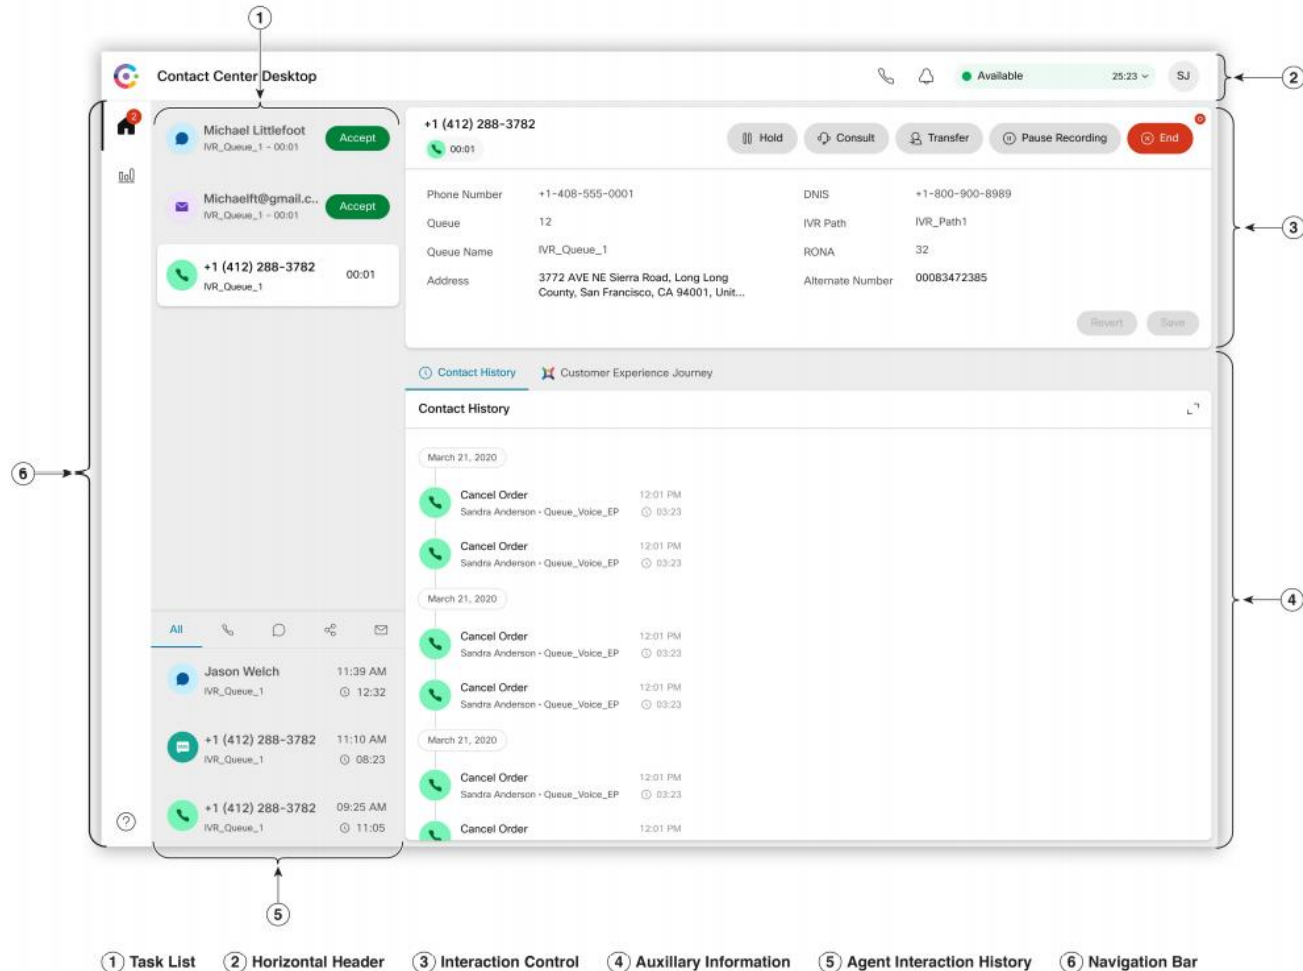 1
Contact Center Desktop
Available
25:23
SJ
2
2
Michael Littlefoot
IVR_Queue_1 - 00:01
Accept
Michaelft@gmail.c..
IVR_Queue_1 - 00:01
Accept
+1 (412) 288-3782
IVR_Queue_1
00:01
+1 (412) 288-3782
00:01
Hold
Consult
Transfer
Pause Recording
End
0
Phone Number +1-408-555-0001
DNIS +1-800-900-8989
Queue 12
IVR Path IVR_Path1
Queue Name IVR_Queue_1
RONA 32
Address 3772 AVE NE Sierra Road, Long Long
County, San Francisco, CA 94001, Unit...
Alternate Number 00083472385
Revert
Save
3
Contact History
Customer Experience Journey
Contact History
March 21, 2020
Cancel Order 12:01 PM
Sandra Anderson - Queue_Voice_EP 03:23
Cancel Order 12:01 PM
Sandra Anderson - Queue_Voice_EP 03:23
March 21, 2020
Cancel Order 12:01 PM
Sandra Anderson - Queue_Voice_EP 03:23
Cancel Order 12:01 PM
Sandra Anderson - Queue_Voice_EP 03:23
March 21, 2020
Cancel Order 12:01 PM
Sandra Anderson - Queue_Voice_EP 03:23
Cancel Order 12:01 PM
4
6
All
Jason Welch 11:39 AM
IVR_Queue_1 12:32
+1 (412) 288-3782 11:10 AM
IVR_Queue_1 08:23
+1 (412) 288-3782 09:25 AM
IVR_Queue_1 11:05
?
5
1 Task List 2 Horizontal Header 3 Interaction Control 4 Auxillary Information 5 Agent Interaction History 6 Navigation Bar